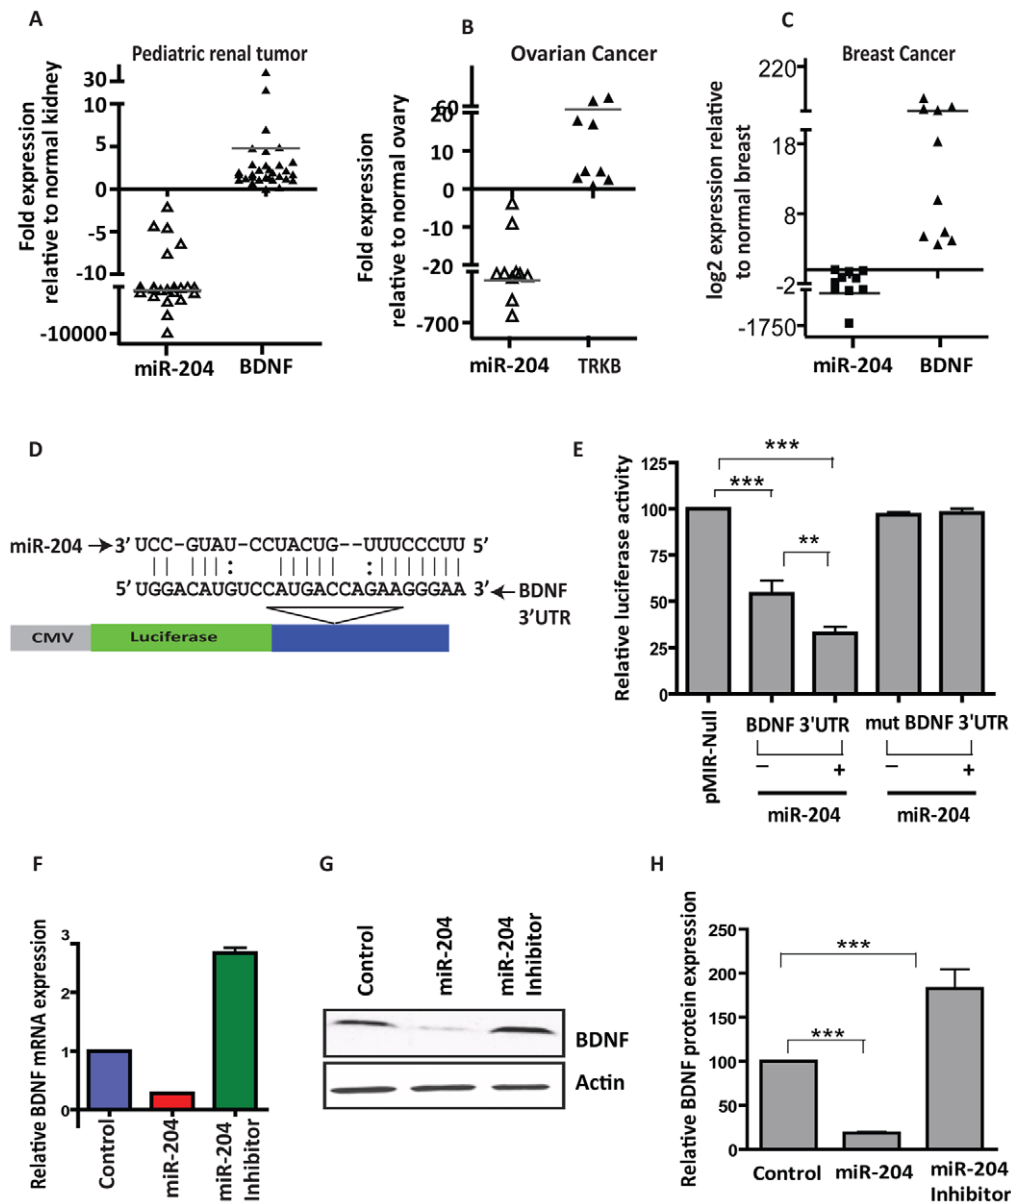 A
Pediatric renal tumor
Fold expression
relative to normal kidney
30
10
5
0
-5
-10
-10000
miR-204
BDNF
B
Ovarian Cancer
Fold expression
relative to normal ovary
60
20
10
0
-10
-20
-700
miR-204
TRKB
C
Breast Cancer
log2 expression relative
to normal breast
220
18
8
-2
-1750
miR-204
BDNF
D
miR-204 3’ UCC-GUAU-CCUACUG--UUUCCCUU 5’
5’ UGGACAUGUCCAUGACCAGAAGGGAA 3’ BDNF
3’UTR
CMV
Luciferase
E
Relative luciferase activity
125
100
75
50
25
0
***
***
**
pMIR-Null
BDNF 3'UTR
mut BDNF 3'UTR
– + – +
miR-204
miR-204
F
Relative BDNF mRNA expression
3
2
1
0
Control
miR-204
miR-204
Inhibitor
G
Control
miR-204
miR-204
Inhibitor
BDNF
Actin
H
Relative BDNF protein expression
250
200
150
100
50
0
***
***
Control
miR-204
miR-204
Inhibitor